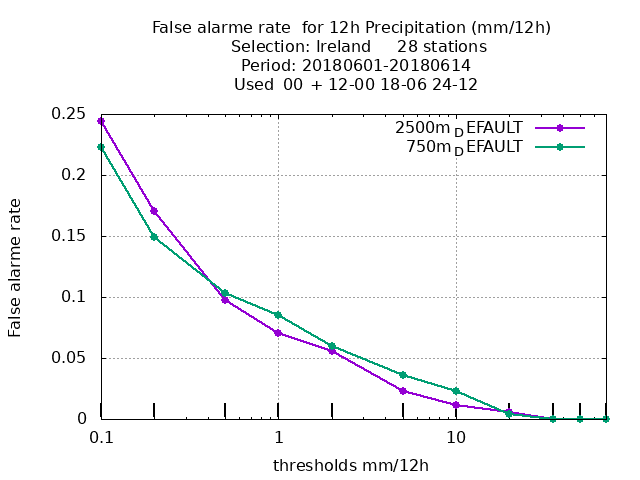 False alarme rate  for 12h Precipitation (mm/12h)
Selection: Ireland     28 stations
Period: 20180601-20180614
Used  00  + 12-00 18-06 24-12
2500m_DEFAULT
750m_DEFAULT
0.25
0.2
0.15
0.1
0.05
0
False alarme rate
0.1
1
10
thresholds mm/12h